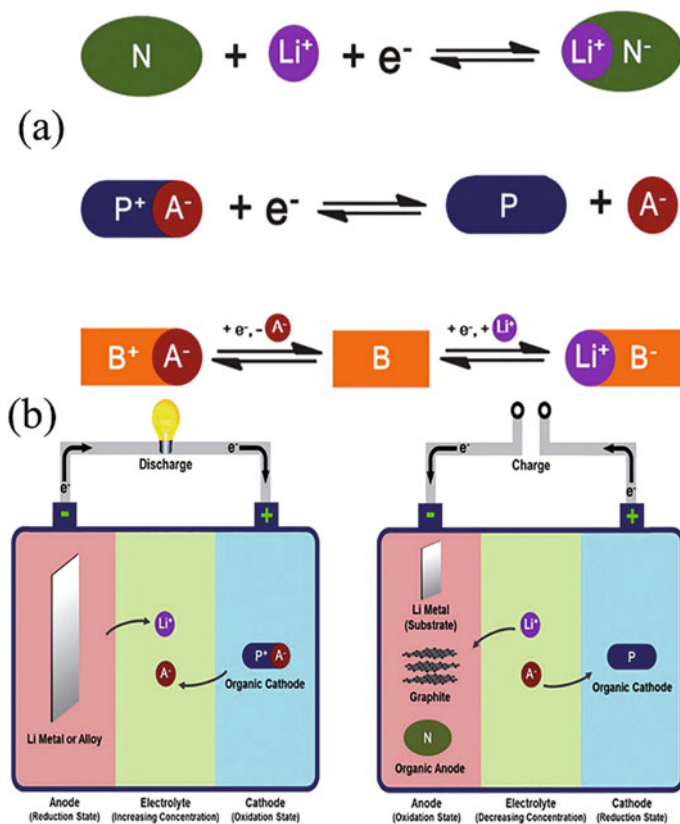 N + Li⁺ + e⁻ ⇌ Li⁺ N⁻
(a)
P⁺ A⁻ + e⁻ ⇌ P + A⁻
+ e⁻, - A⁻ + e⁻, + Li⁺
B⁺ A⁻ ⇌ B ⇌ Li⁺ B⁻
(b)
e⁻ Discharge e⁻
e⁻
- +
Li⁺
A⁻
P⁺ A⁻
Organic Cathode
Li Metal or Alloy
Anode Electrolyte Cathode
(Reduction State) (Increasing Concentration) (Oxidation State)
e⁻ Charge
e⁻
- +
Li Metal
(Substrate)
Li⁺
Graphite
A⁻
P
Organic Cathode
N
Organic Anode
Anode Electrolyte Cathode
(Oxidation State) (Decreasing Concentration) (Reduction State)